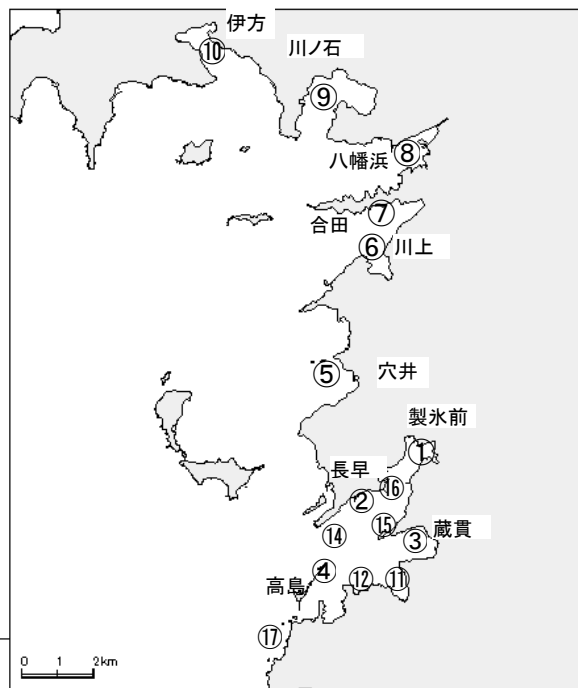 伊方
⑩
川ノ石
⑨
八幡浜
⑧
合田
⑦
⑥
川上
⑤
穴井
製氷前
①
長早
⑯
②
⑮
⑭
蔵貫
③
④
高島
⑫
⑪
⑰
0 1 2km